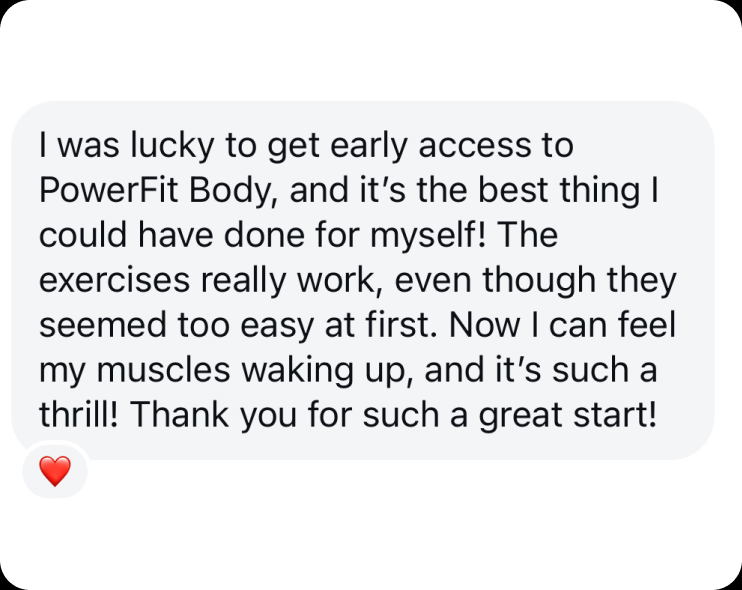 I was lucky to get early access to
PowerFit Body, and it’s the best thing I
could have done for myself! The
exercises really work, even though they
seemed too easy at first. Now I can feel
my muscles waking up, and it’s such a
thrill! Thank you for such a great start!